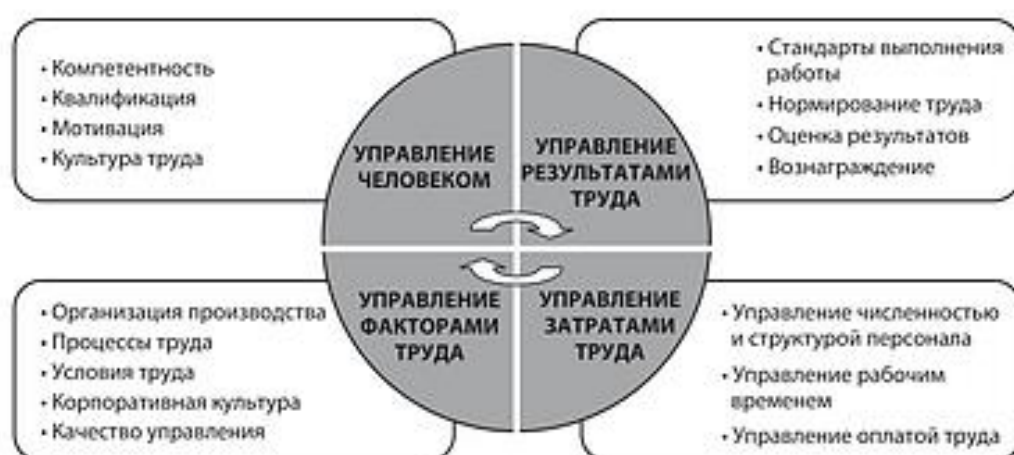 • Компетентность
• Квалификация
• Мотивация
• Культура труда
УПРАВЛЕНИЕ
ЧЕЛОВЕКОМ
УПРАВЛЕНИЕ
РЕЗУЛЬТАТАМИ
ТРУДА
• Стандарты выполнения
работы
• Нормирование труда
• Оценка результатов
• Вознаграждение
• Организация производства
• Процессы труда
• Условия труда
• Корпоративная культура
• Качество управления
УПРАВЛЕНИЕ
ФАКТОРАМИ
ТРУДА
УПРАВЛЕНИЕ
ЗАТРАТАМИ
ТРУДА
• Управление численностью
и структурой персонала
• Управление рабочим
временем
• Управление оплатой труда